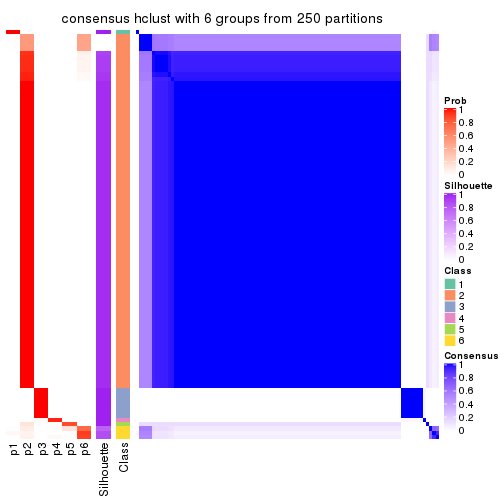 consensus hclust with 6 groups from 250 partitions
Prob
1
0.8
0.6
0.4
0.2
0
Silhouette
1
0.8
0.6
0.4
0.2
0
Class
1
2
3
4
5
6
Consensus
1
0.8
0.6
0.4
0.2
0
p1
p2
p3
p4
p5
p6
Silhouette
Class